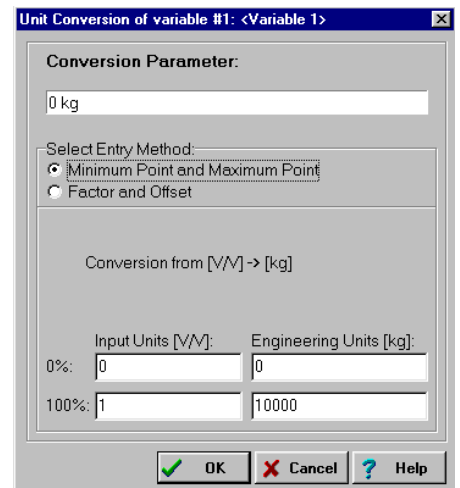 Unit Conversion of variable #1: <Variable 1>
Conversion Parameter:
0 kg
Select Entry Method:
Minimum Point and Maximum Point
Factor and Offset
Conversion from [V/V] -> [kg]
Input Units [V/V]: Engineering Units [kg]:
0%: 0 0
100%: 1 10000
OK Cancel ? Help